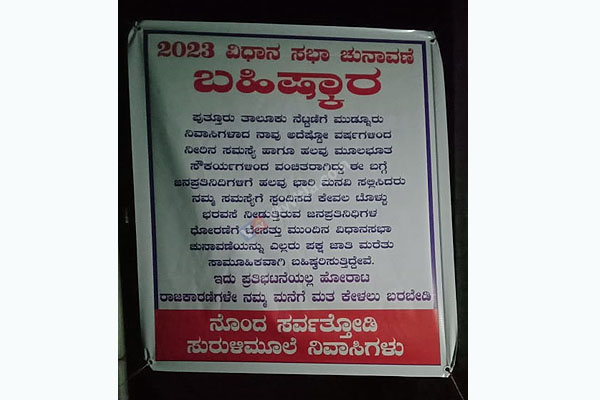 2023 ವಿಧಾನ ಸಭಾ ಚುನಾವಣೆ
ಬಹಿಷ್ಕಾರ
ಪುತ್ತೂರು ತಾಲೂಕು ನೆಟ್ಟಣಿಗೆ ಮುಡ್ನೂರು
ನಿವಾಸಿಗಳಾದ ನಾವು ಅದೆಷ್ಟೋ ವರ್ಷಗಳಿಂದ
ನೀರಿನ ಸಮಸ್ಯೆ ಹಾಗೂ ಹಲವು ಮೂಲಭೂತ
ಸೌಕರ್ಯಗಳಿಂದ ವಂಚಿತರಾಗಿದ್ದು ಈ ಬಗ್ಗೆ
ಜನಪ್ರತಿನಿದಿಗಳಿಗೆ ಹಲವು ಭಾರಿ ಮನವಿ ಸಲ್ಲಿಸಿದರು
ನಮ್ಮ ಸಮಸ್ಯೆಗೆ ಸ್ಪಂದಿಸದೆ ಕೇವಲ ಟೊಳ್ಳು
ಭರವಸೆ ನೀಡುತ್ತಿರುವ ಜನಪ್ರತಿನಿಧಿಗಳ
ಧೋರಣೆಗೆ ಬೇಸತ್ತು ಮುಂದಿನ ವಿಧಾನಸಭಾ
ಚುನಾವಣೆಯನ್ನು ಎಲ್ಲರು ಪಕ್ಷ ಜಾತಿ ಮರೆತು
ಸಾಮೂಹಿಕವಾಗಿ ಬಹಿಷ್ಕರಿಸುತ್ತಿದ್ದೇವೆ.
ಇದು ಪ್ರತಿಭಟನೆಯಲ್ಲ ಹೋರಾಟ
ರಾಜಕಾರಣಿಗಳೇ ನಮ್ಮ ಮನೆಗೆ ಮತ ಕೇಳಲು ಬರಬೇಡಿ
ನೊಂದ ಸರ್ವತ್ತೋಡಿ
ಸುರುಳಿಮೂಲೆ ನಿವಾಸಿಗಳು